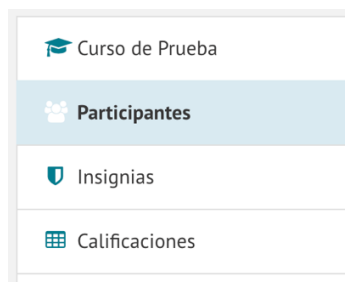 Curso de Prueba
Participantes
Insignias
Calificaciones